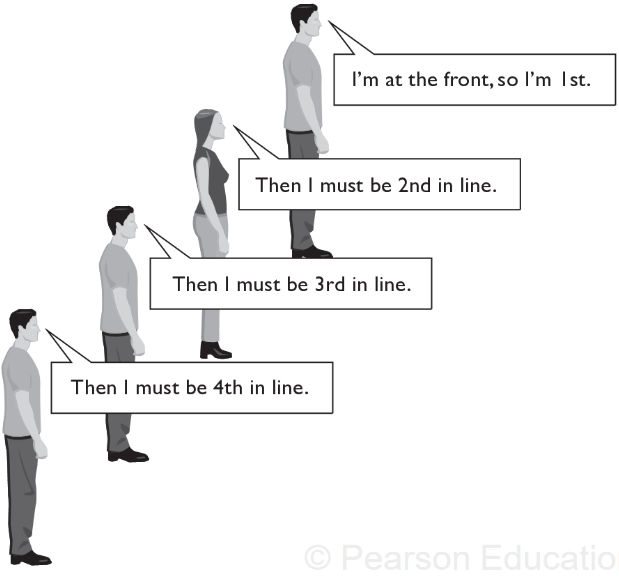 I'm at the front, so I'm 1st.
Then I must be 2nd in line.
Then I must be 3rd in line.
Then I must be 4th in line.
© Pearson Educatio